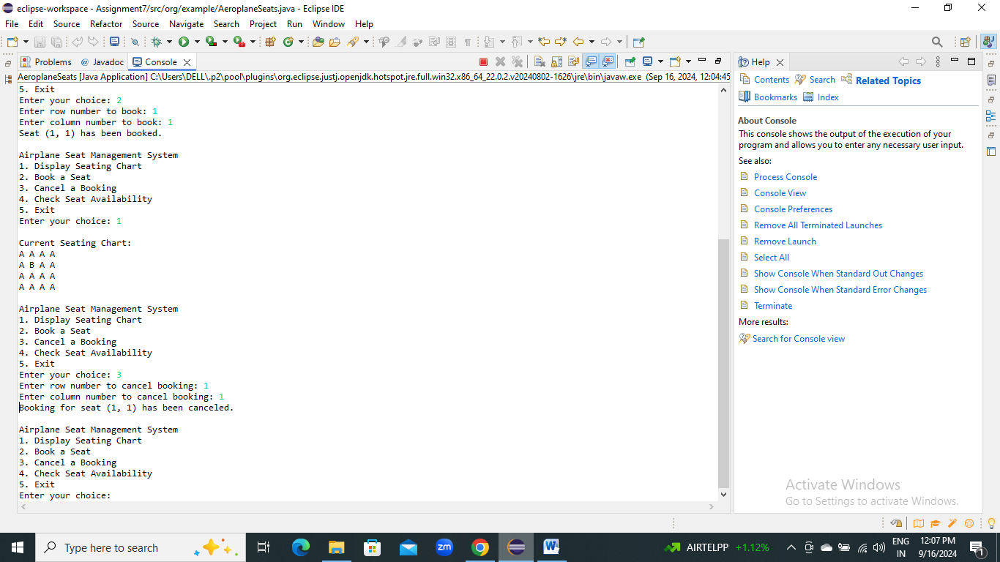 eclipse-workspace - Assignment7/src/org/example/AeroplaneSeats.java - Eclipse IDE
File Edit Source Refactor Source Navigate Search Project Run Window Help
Problems Javadoc Console
AeroplaneSeats [Java Application] C:\Users\DELL\.p2\pool\plugins\org.eclipse.justj.openjdk.hotspot.jre.full.win32.x86_64_22.0.2.v20240802-1626\jre\bin\javaw.exe (Sep 16, 2024, 12:04:45
5. Exit
Enter your choice: 2
Enter row number to book: 1
Enter column number to book: 1
Seat (1, 1) has been booked.
Airplane Seat Management System
1. Display Seating Chart
2. Book a Seat
3. Cancel a Booking
4. Check Seat Availability
5. Exit
Enter your choice: 1
Current Seating Chart:
A A A A
A B A A
A A A A
A A A A
Airplane Seat Management System
1. Display Seating Chart
2. Book a Seat
3. Cancel a Booking
4. Check Seat Availability
5. Exit
Enter your choice: 3
Enter row number to cancel booking: 1
Enter column number to cancel booking: 1
Booking for seat (1, 1) has been canceled.
Airplane Seat Management System
1. Display Seating Chart
2. Book a Seat
3. Cancel a Booking
4. Check Seat Availability
5. Exit
Enter your choice:
Help
Contents Search Related Topics
Bookmarks Index
About Console
This console shows the output of the execution of your
program and allows you to enter any necessary user input.
See also:
Process Console
Console View
Console Preferences
Remove All Terminated Launches
Remove Launch
Select All
Show Console When Standard Out Changes
Show Console When Standard Error Changes
Terminate
More results:
Search for Console view
Activate Windows
Go to Settings to activate Windows.
Type here to search
zm
W
AIRTELPP +1.12%
ENG
IN
12:07 PM
9/16/2024
1